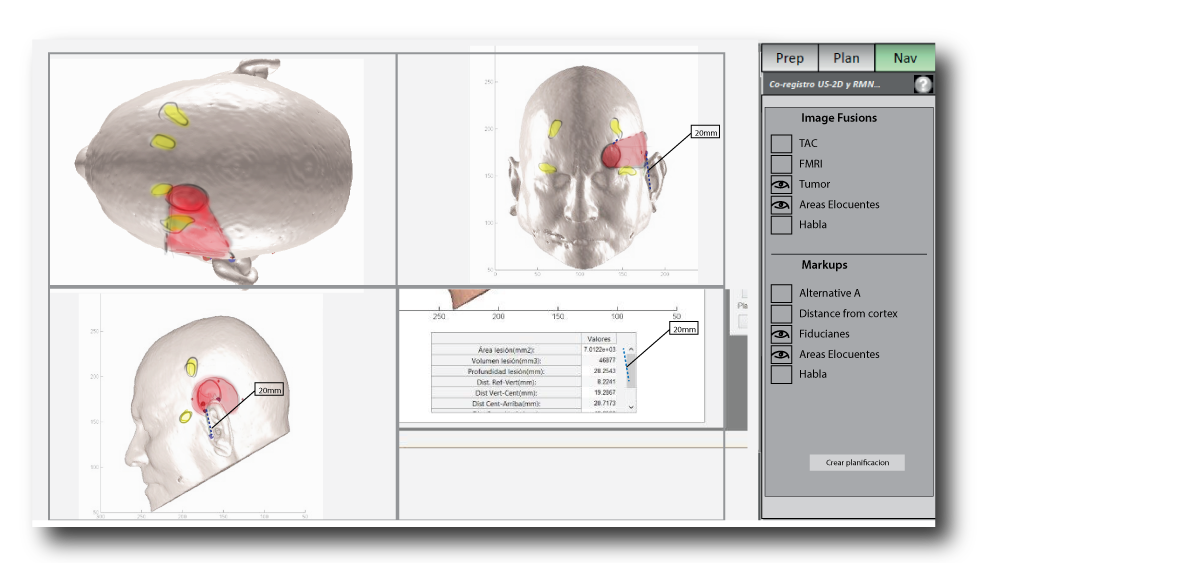 Prep Plan Nav
Co-registro US-2D y RMN...
?
Image Fusions
TAC
FMRI
Tumor
Areas Elocuentes
Habla
Markups
Alternative A
Distance from cortex
Fiducianes
Areas Elocuentes
Habla
Crear planificacion
250
200
150
100
50
0 50 100 150 200
20mm
200
150
100
50
300 250 200 150 100 50
20mm
250 200 150 100 50
20mm
Valores
Área lesión(mm2): 7.0122e+03
Volumen lesión(mm3): 46877
Profundidad lesión(mm): 28.2543
Dist. Ref-Vert(mm): 8.2241
Dist Vert-Cent(mm): 19.2867
Dist Cent-Arriba(mm): 20.7173
Pla